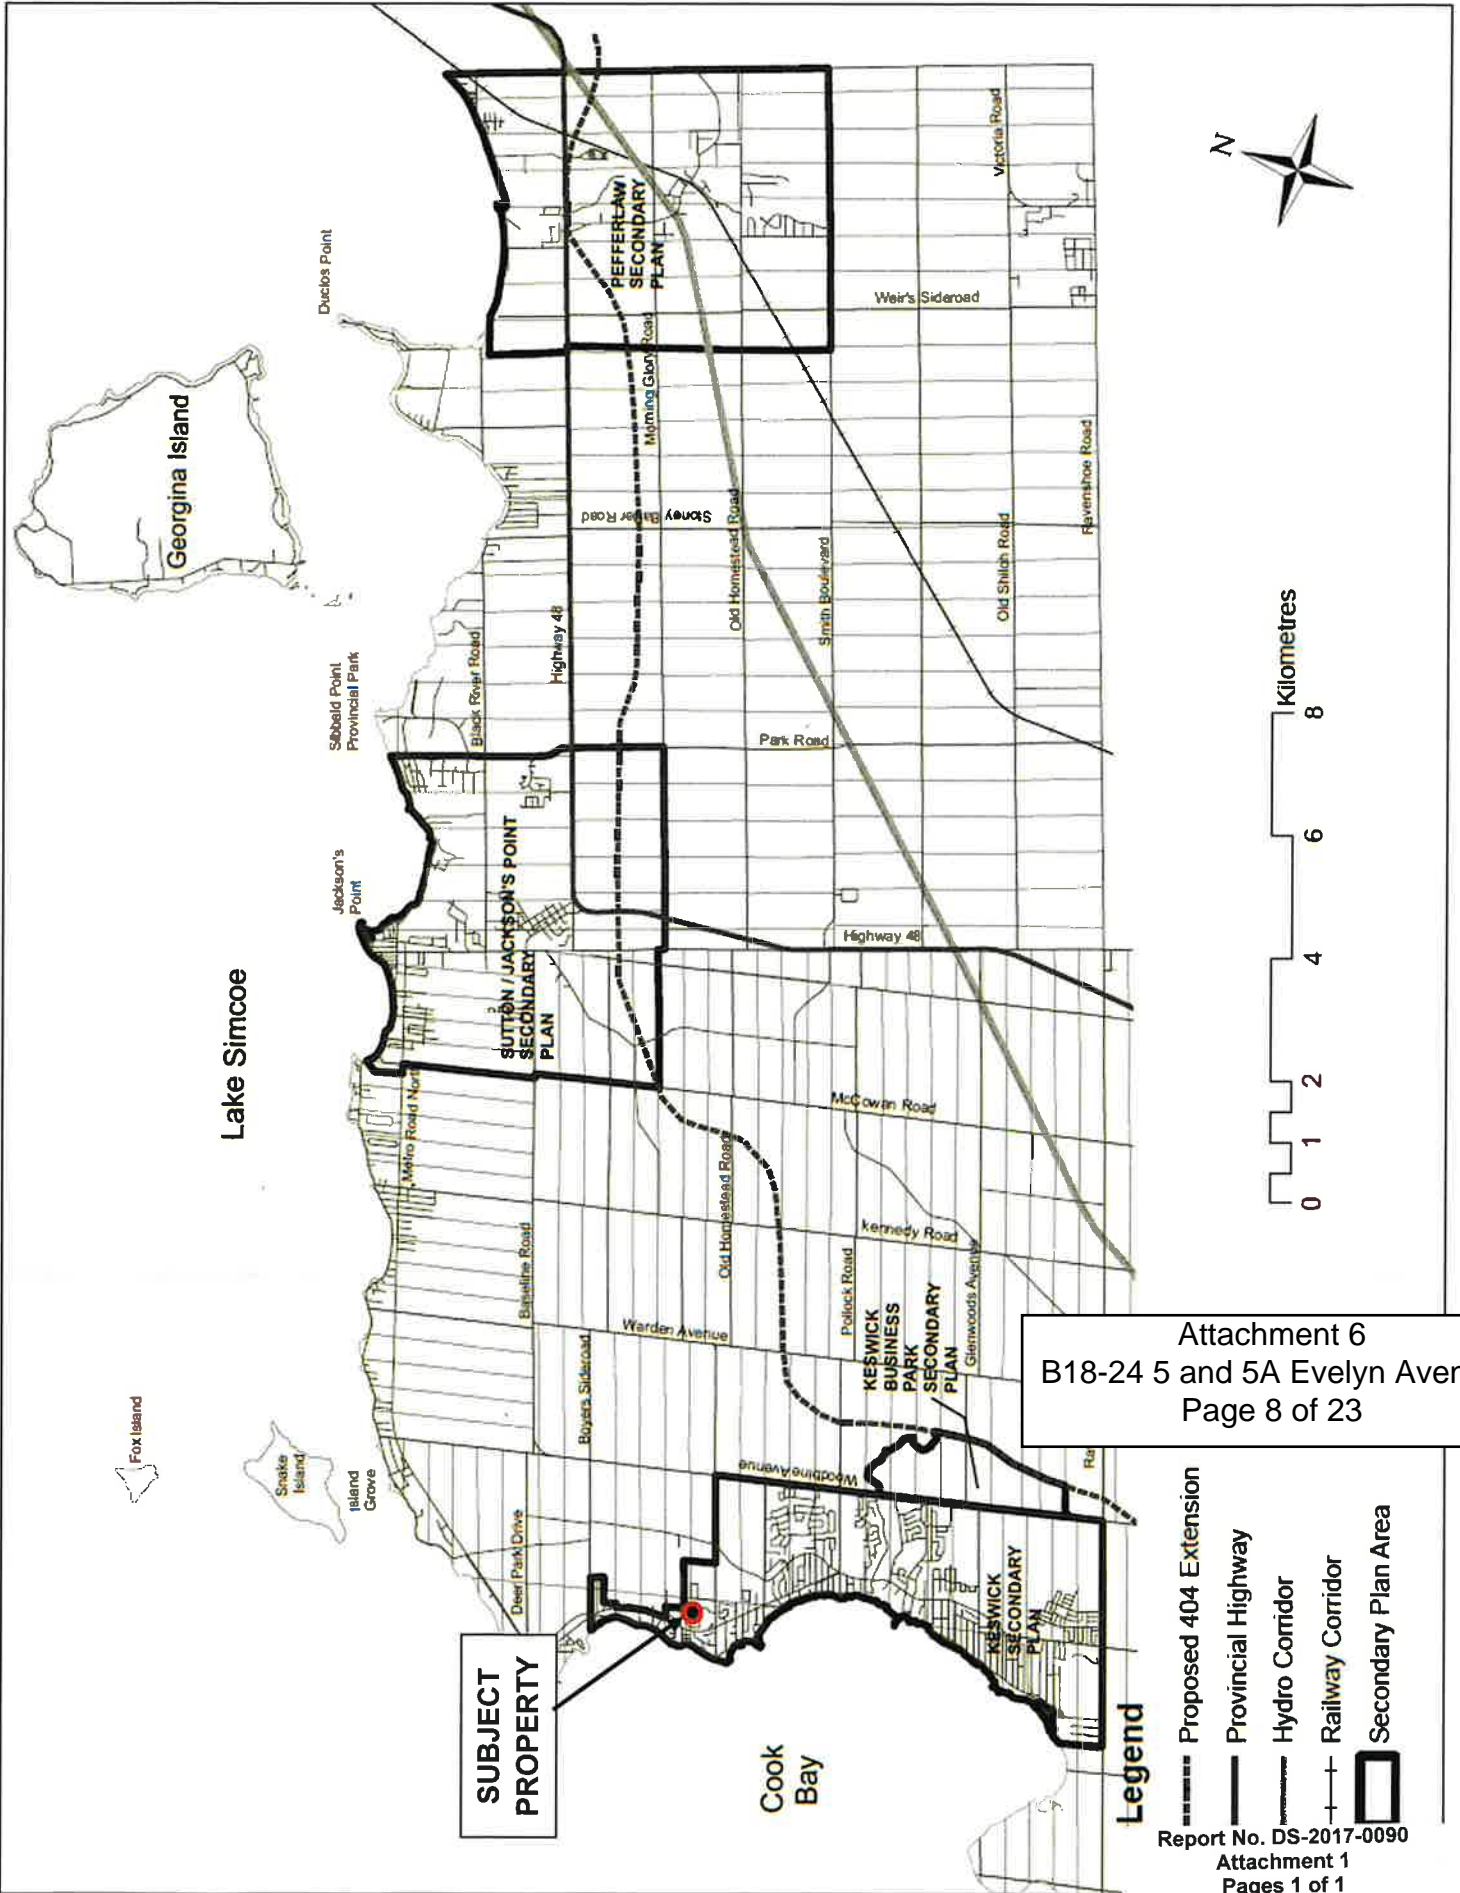 Lake Simcoe
Georgina Island
Fox Island
Snake
Island
Island
Grove
Duclos Point
Sibbald Point
Provincial Park
Jackson's
Point
Cook
Bay
SUBJECT
PROPERTY
Deer Park Drive
Metro Road North
Baseline Road
Boyers Sideroad
Warden Avenue
Old Homestead Road
Woodbine Avenue
Pollock Road
kennedy Road
Glenwoods Avenue
McCowan Road
Highway 48
Black River Road
Highway 48
Park Road
Smith Boulevard
Old Homestead Road
Stoney Batter Road
Morning Glory Road
Old Shiloh Road
Ravenshoe Road
Weir's Sideroad
Victoria Road
KESWICK
SECONDARY
PLAN
KESWICK
BUSINESS
PARK
SECONDARY
PLAN
SUTTON / JACKSON'S POINT
SECONDARY
PLAN
PEFFERLAW
SECONDARY
PLAN
N
0 1 2 4 6 8
Kilometres
Legend
Proposed 404 Extension
Provincial Highway
Hydro Corridor
Railway Corridor
Secondary Plan Area
Attachment 6
B18-24 5 and 5A Evelyn Aven
Page 8 of 23
Report No. DS-2017-0090
Attachment 1
Pages 1 of 1